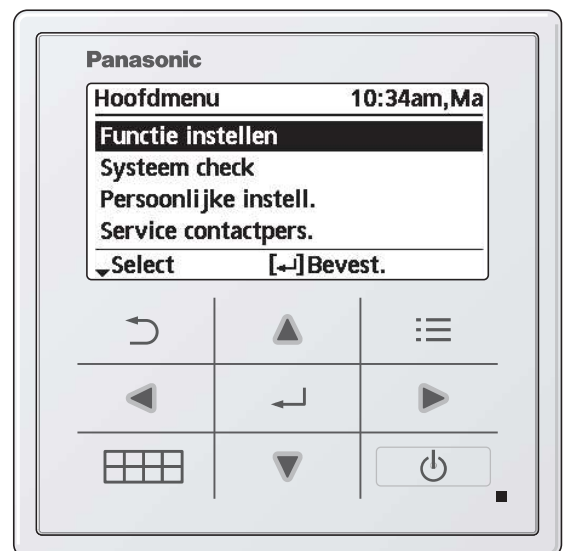 Panasonic
Hoofdmenu 10:34am,Ma
Functie instellen
Systeem check
Persoonlijke instell.
Service contactpers.
Select [↵]Bevest.